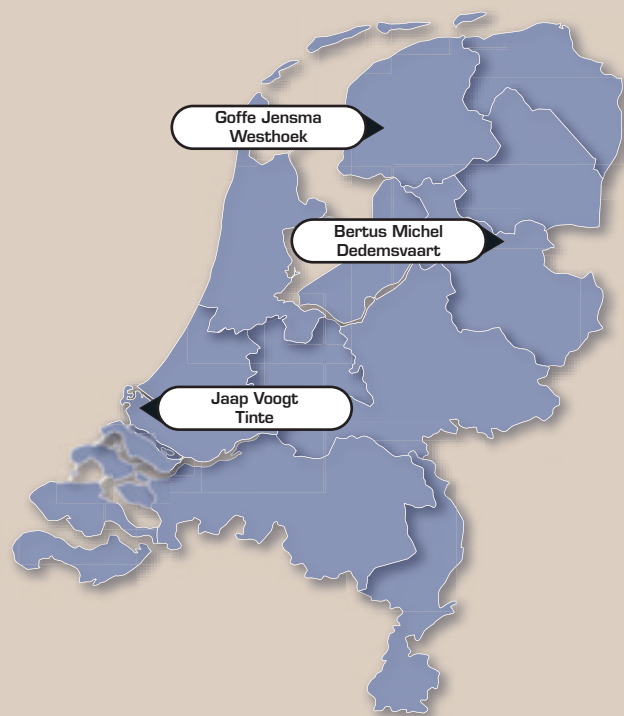 Goffe Jensma
Westhoek
Bertus Michel
Dedemsvaart
Jaap Voogt
Tinte